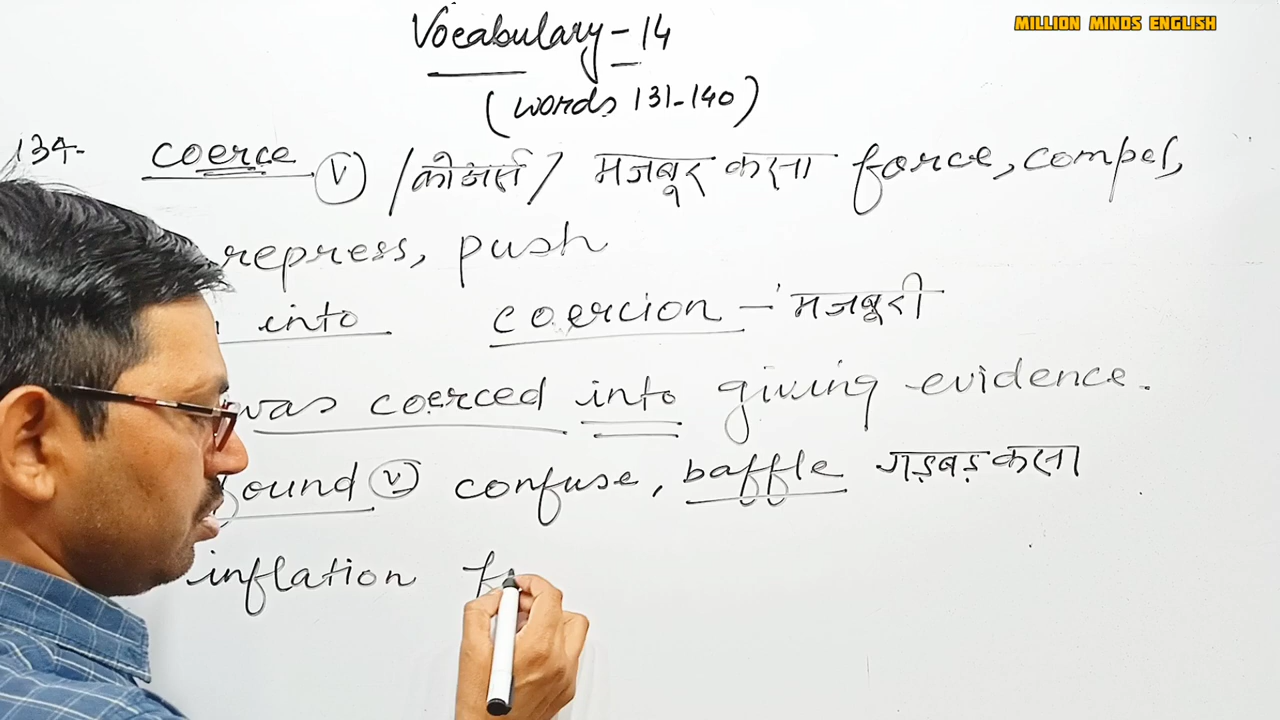 MILLION MINDS ENGLISH
Vocabulary-14
(words 131-140)
134- coerce (v) /कोअर्स/ मजबूर करना force, compel,
repress, push
into coercion - मजबूरी
was coerced into giving evidence.
found (v) confuse, baffle गड़बड़ करना
inflation